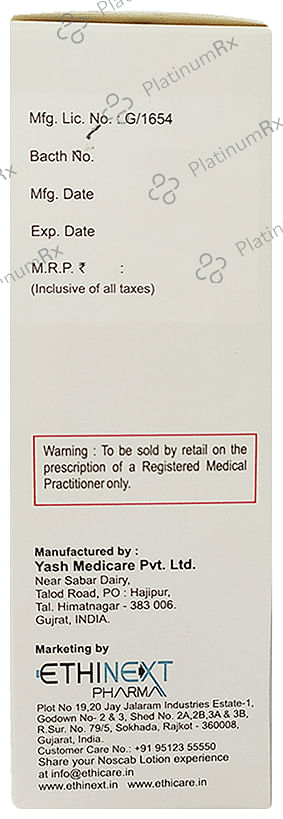 PlatinumRx
Mfg. Lic. No. : G/1654
PlatinumRx
Bacth No.
Mfg. Date
Exp. Date
M.R.P. ₹ :
(Inclusive of all taxes)
Warning : To be sold by retail on the
prescription of a Registered Medical
Practitioner only.
Manufactured by :
Yash Medicare Pvt. Ltd.
Near Sabar Dairy,
Talod Road, PO : Hajipur,
Tal. Himatnagar - 383 006.
Gujrat, INDIA.
Marketing by
ETHINEXT
PHARMA
Plot No 19,20 Jay Jalaram Industries Estate-1,
Godown No- 2 & 3, Shed No. 2A,2B,3A & 3B,
R.Sur. No. 79/5, Sokhada, Rajkot - 360008,
Gujarat, India.
Customer Care No.: +91 95123 55550
Share your Noscab Lotion experience
at info@ethicare.in
www.ethinext.in www.ethicare.in